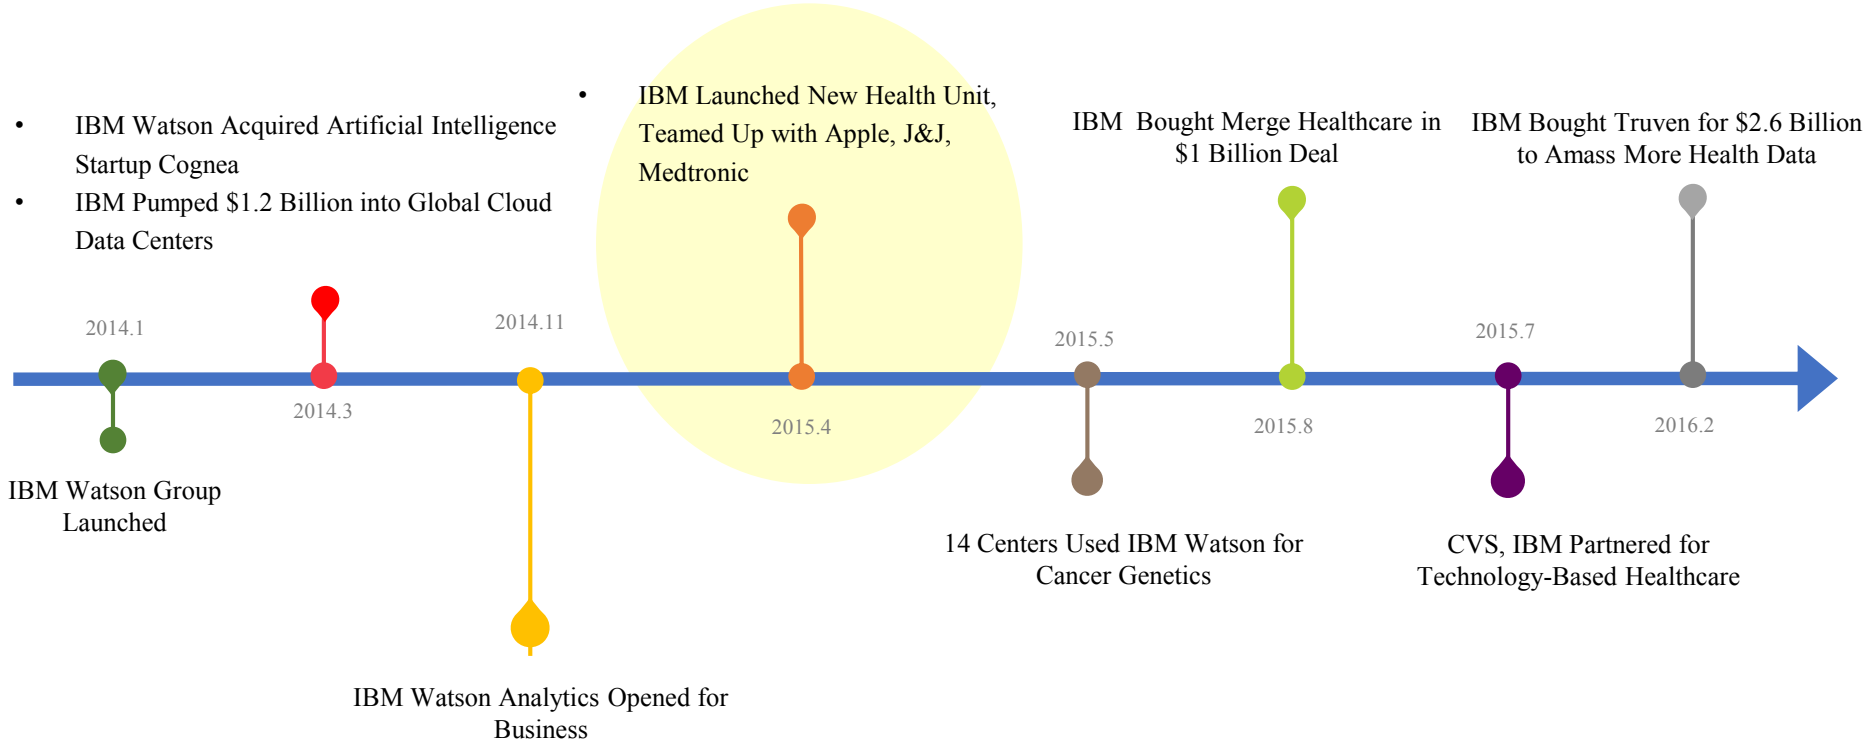 • IBM Watson Acquired Artificial Intelligence
Startup Cognea
• IBM Pumped $1.2 Billion into Global Cloud
Data Centers
• IBM Launched New Health Unit,
Teamed Up with Apple, J&J,
Medtronic
IBM Bought Merge Healthcare in
$1 Billion Deal
IBM Bought Truven for $2.6 Billion
to Amass More Health Data
2014.1
2014.3
2014.11
2015.4
2015.5
2015.8
2015.7
2016.2
IBM Watson Group
Launched
IBM Watson Analytics Opened for
Business
14 Centers Used IBM Watson for
Cancer Genetics
CVS, IBM Partnered for
Technology-Based Healthcare